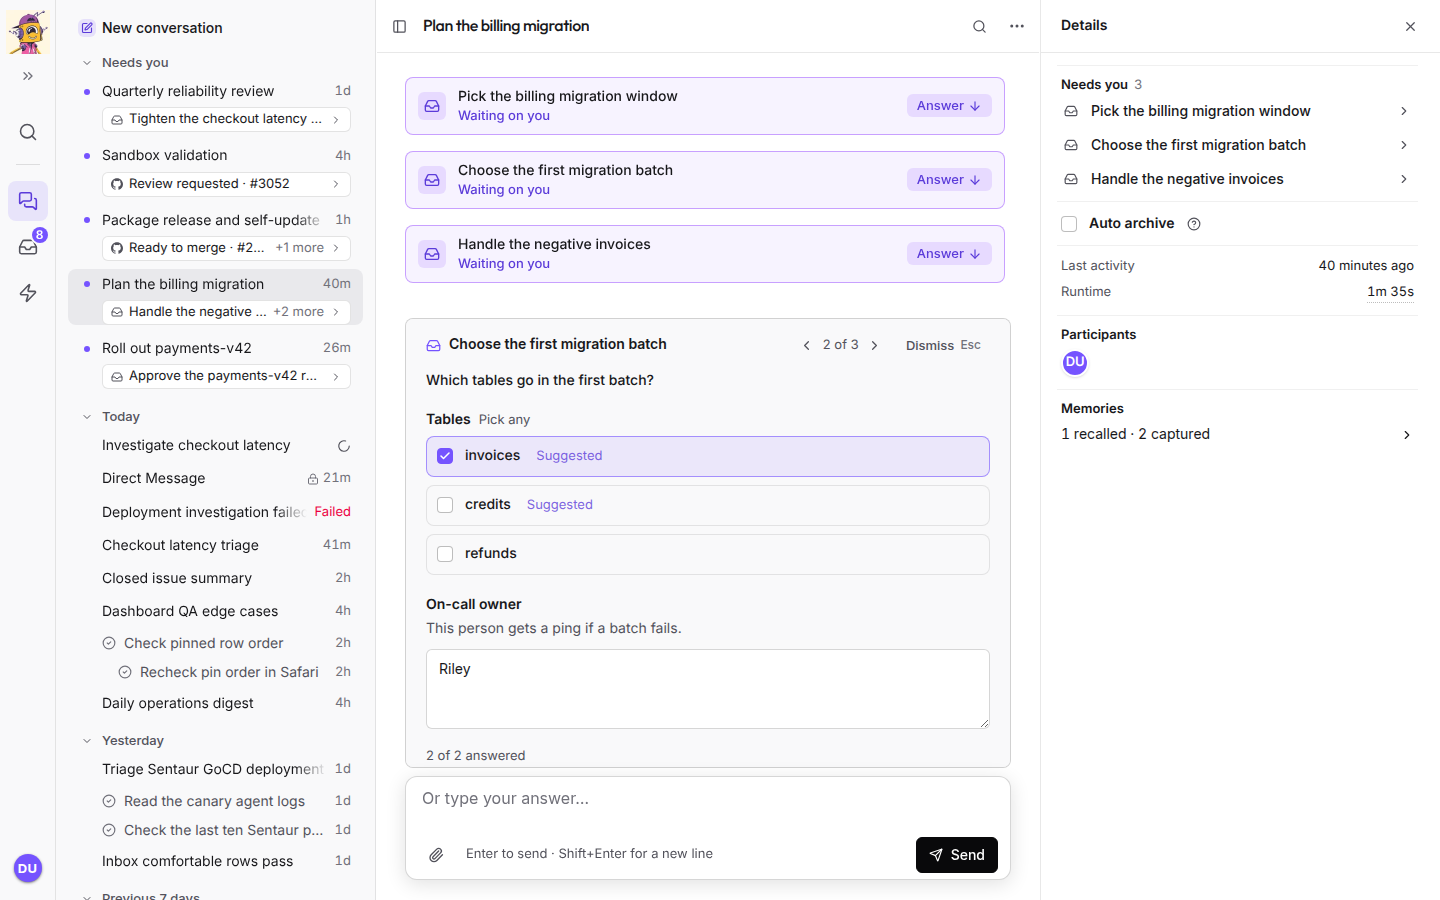 New conversation
Needs you
Quarterly reliability review 1d
Tighten the checkout latency ...
Sandbox validation 4h
Review requested · #3052
Package release and self-update 1h
Ready to merge · #2... +1 more
Plan the billing migration 40m
Handle the negative ... +2 more
Roll out payments-v42 26m
Approve the payments-v42 r...
Today
Investigate checkout latency
Direct Message 21m
Deployment investigation failed Failed
Checkout latency triage 41m
Closed issue summary 2h
Dashboard QA edge cases 4h
Check pinned row order 2h
Recheck pin order in Safari 2h
Daily operations digest 4h
Yesterday
Triage Sentaur GoCD deployment 1d
Read the canary agent logs 1d
Check the last ten Sentaur p... 1d
Inbox comfortable rows pass 1d
Previous 7 days
8
DU
Plan the billing migration
Pick the billing migration window
Waiting on you
Answer
Choose the first migration batch
Waiting on you
Answer
Handle the negative invoices
Waiting on you
Answer
Choose the first migration batch 2 of 3 Dismiss Esc
Which tables go in the first batch?
Tables Pick any
invoices Suggested
credits Suggested
refunds
On-call owner
This person gets a ping if a batch fails.
Riley
2 of 2 answered
Or type your answer...
Enter to send · Shift+Enter for a new line
Send
Details
Needs you 3
Pick the billing migration window
Choose the first migration batch
Handle the negative invoices
Auto archive
Last activity 40 minutes ago
Runtime 1m 35s
Participants
DU
Memories
1 recalled · 2 captured